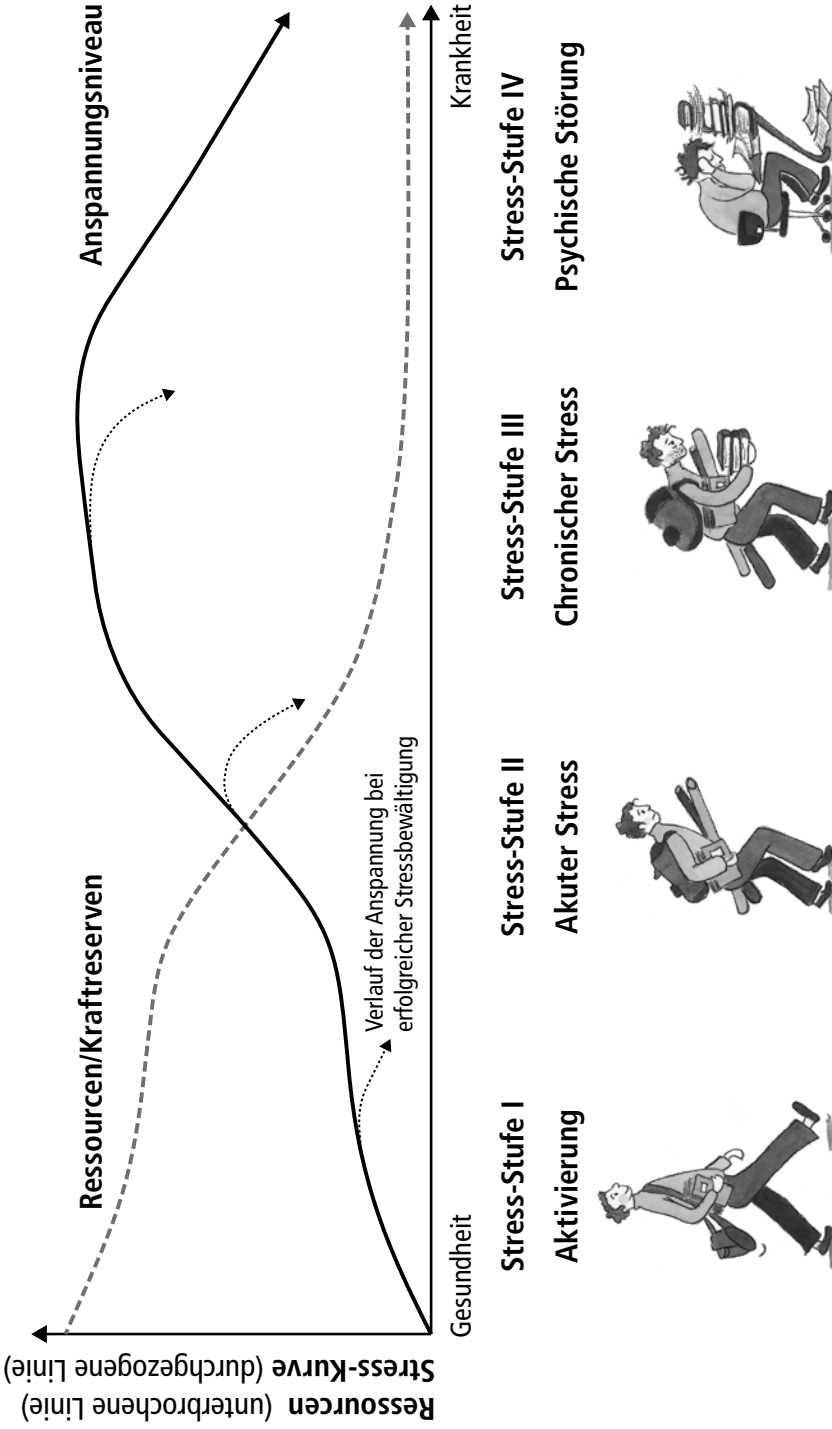 Ressourcen (unterbrochene Linie)
Stress-Kurve (durchgezogene Linie)
Ressourcen/Kraftreserven
Anspannungsniveau
Verlauf der Anspannung bei
erfolgreicher Stressbewältigung
Gesundheit
Krankheit
Stress-Stufe I
Aktivierung
Stress-Stufe II
Akuter Stress
Stress-Stufe III
Chronischer Stress
Stress-Stufe IV
Psychische Störung